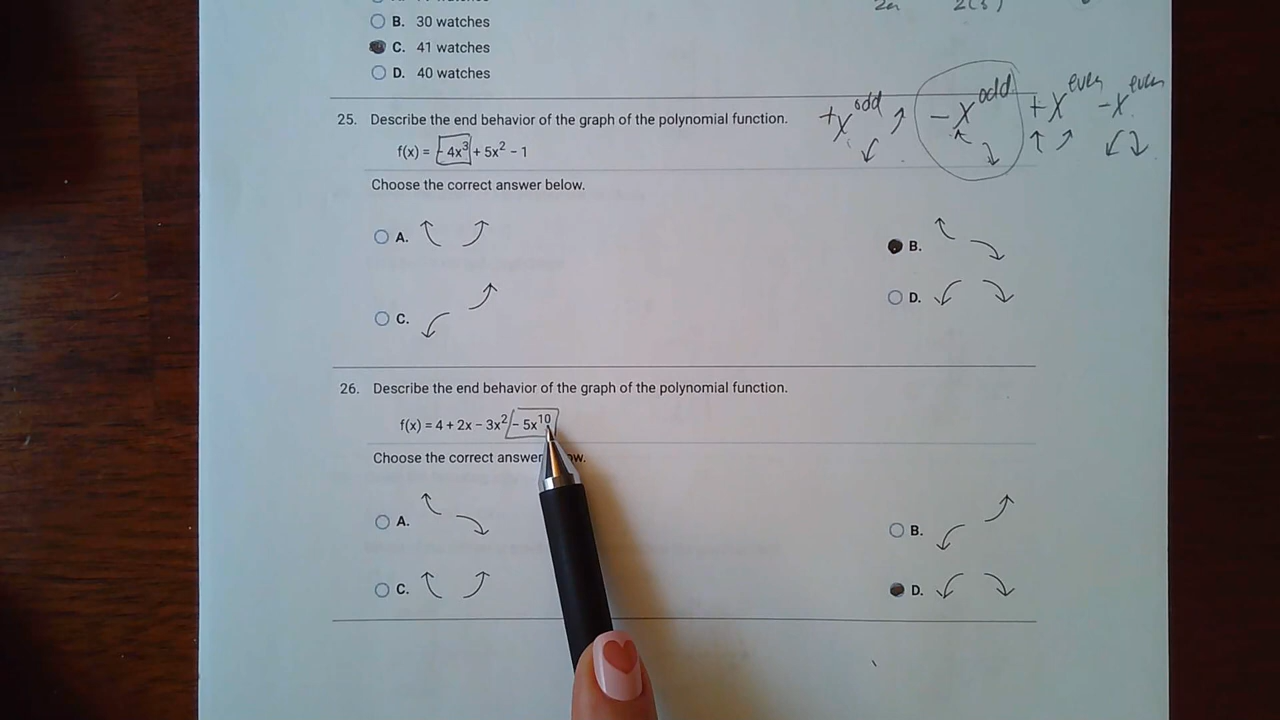 B. 30 watches
C. 41 watches
D. 40 watches
25. Describe the end behavior of the graph of the polynomial function.
+x^odd -x^odd +x^even -x^even
f(x) = - 4x³ + 5x² - 1
Choose the correct answer below.
A.
B.
C.
D.
26. Describe the end behavior of the graph of the polynomial function.
f(x) = 4 + 2x - 3x² - 5x¹⁰
Choose the correct answer
A.
B.
C.
D.